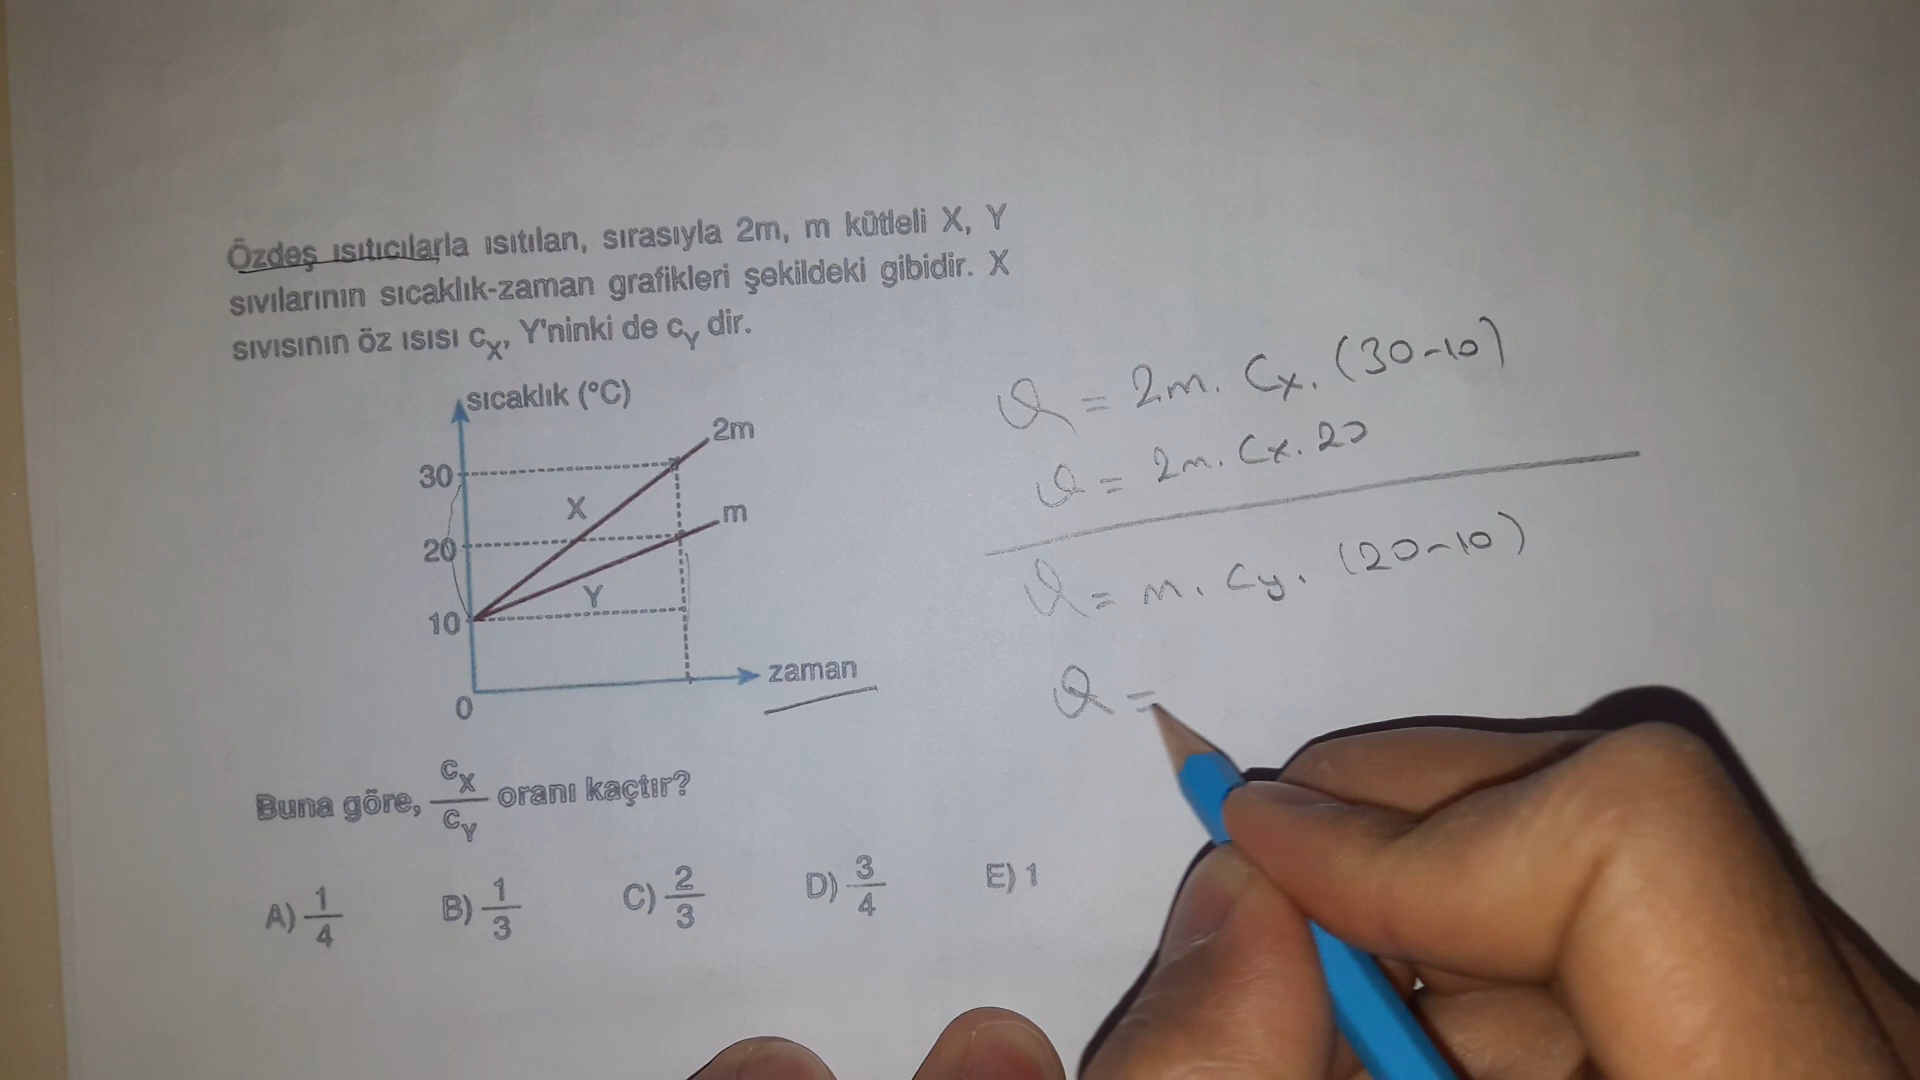 Özdeş ısıtıcılarla ısıtılan, sırasıyla 2m, m kütleli X, Y
sıvılarının sıcaklık-zaman grafikleri şekildeki gibidir. X
sıvısının öz ısısı cX, Y'ninki de cY dir.
sıcaklık (°C)
2m
30
X
m
20
Y
10
zaman
0
Buna göre, cX/cY oranı kaçtır?
A) 1/4 B) 1/3 C) 2/3 D) 3/4 E) 1
Q = 2m. Cx. (30-10)
Q = 2m. Cx. 20
Q = m. Cy. (20-10)
Q =